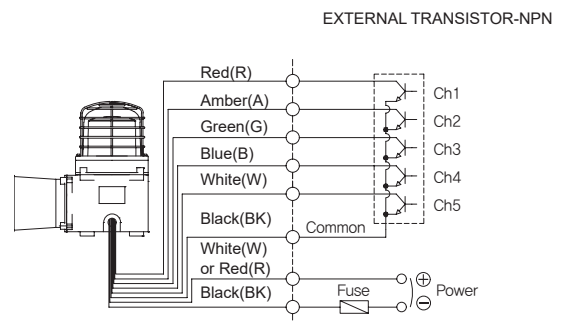 EXTERNAL TRANSISTOR-NPN
Red(R)
Ch1
Amber(A)
Ch2
Green(G)
Ch3
Blue(B)
Ch4
White(W)
Ch5
Black(BK)
Common
White(W)
or Red(R)
⊕
Black(BK)
Fuse
Power
⊖